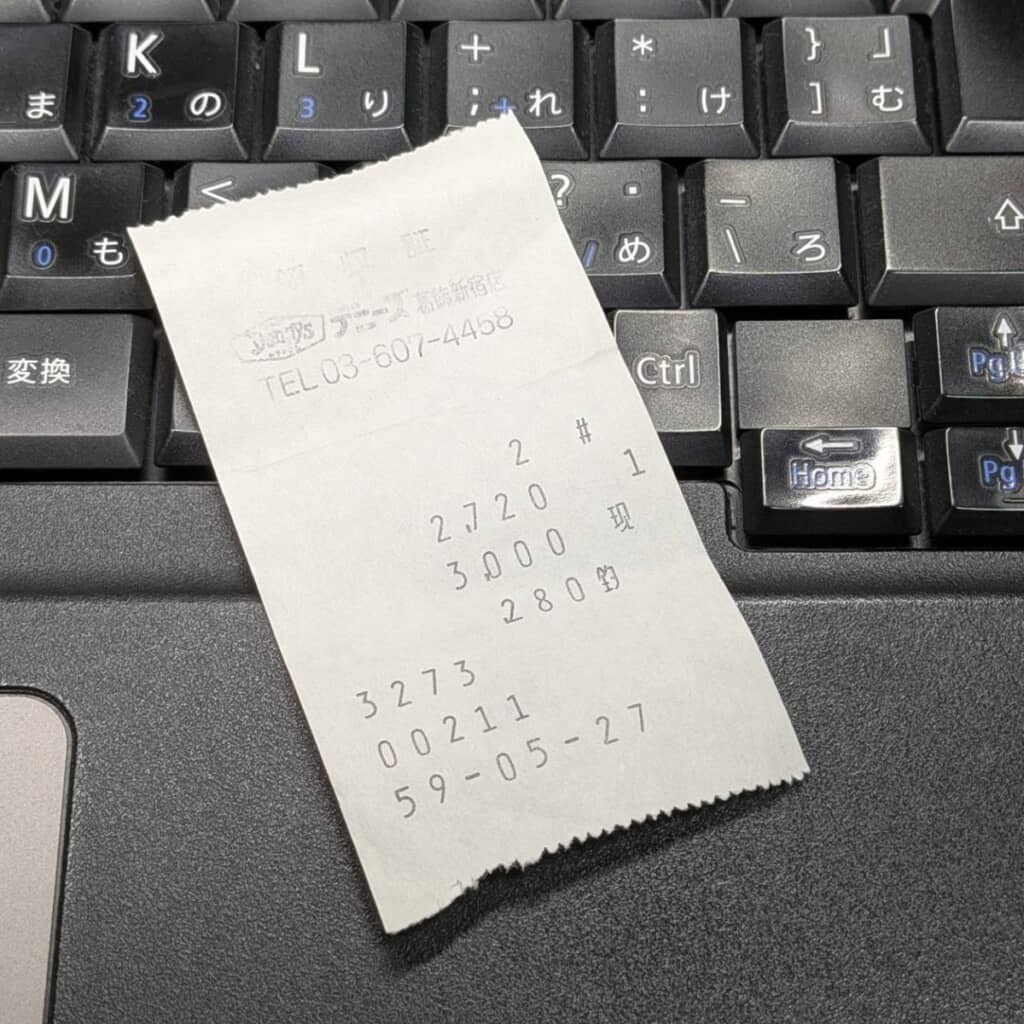 K
2 の
L
3 り
+
; + れ
*
: け
} 」
] む
ま
M
0 も
<
? ・
/ め
_
\ ろ
⇧
変換
Ctrl
←
Home
↑
Pg
↓
Pg
領収証
Denny's デニーズ 葛飾新宿店
TEL 03-607-4458
2 #
2,720 1
3,000 现
280 釣
3273
00211
59-05-27